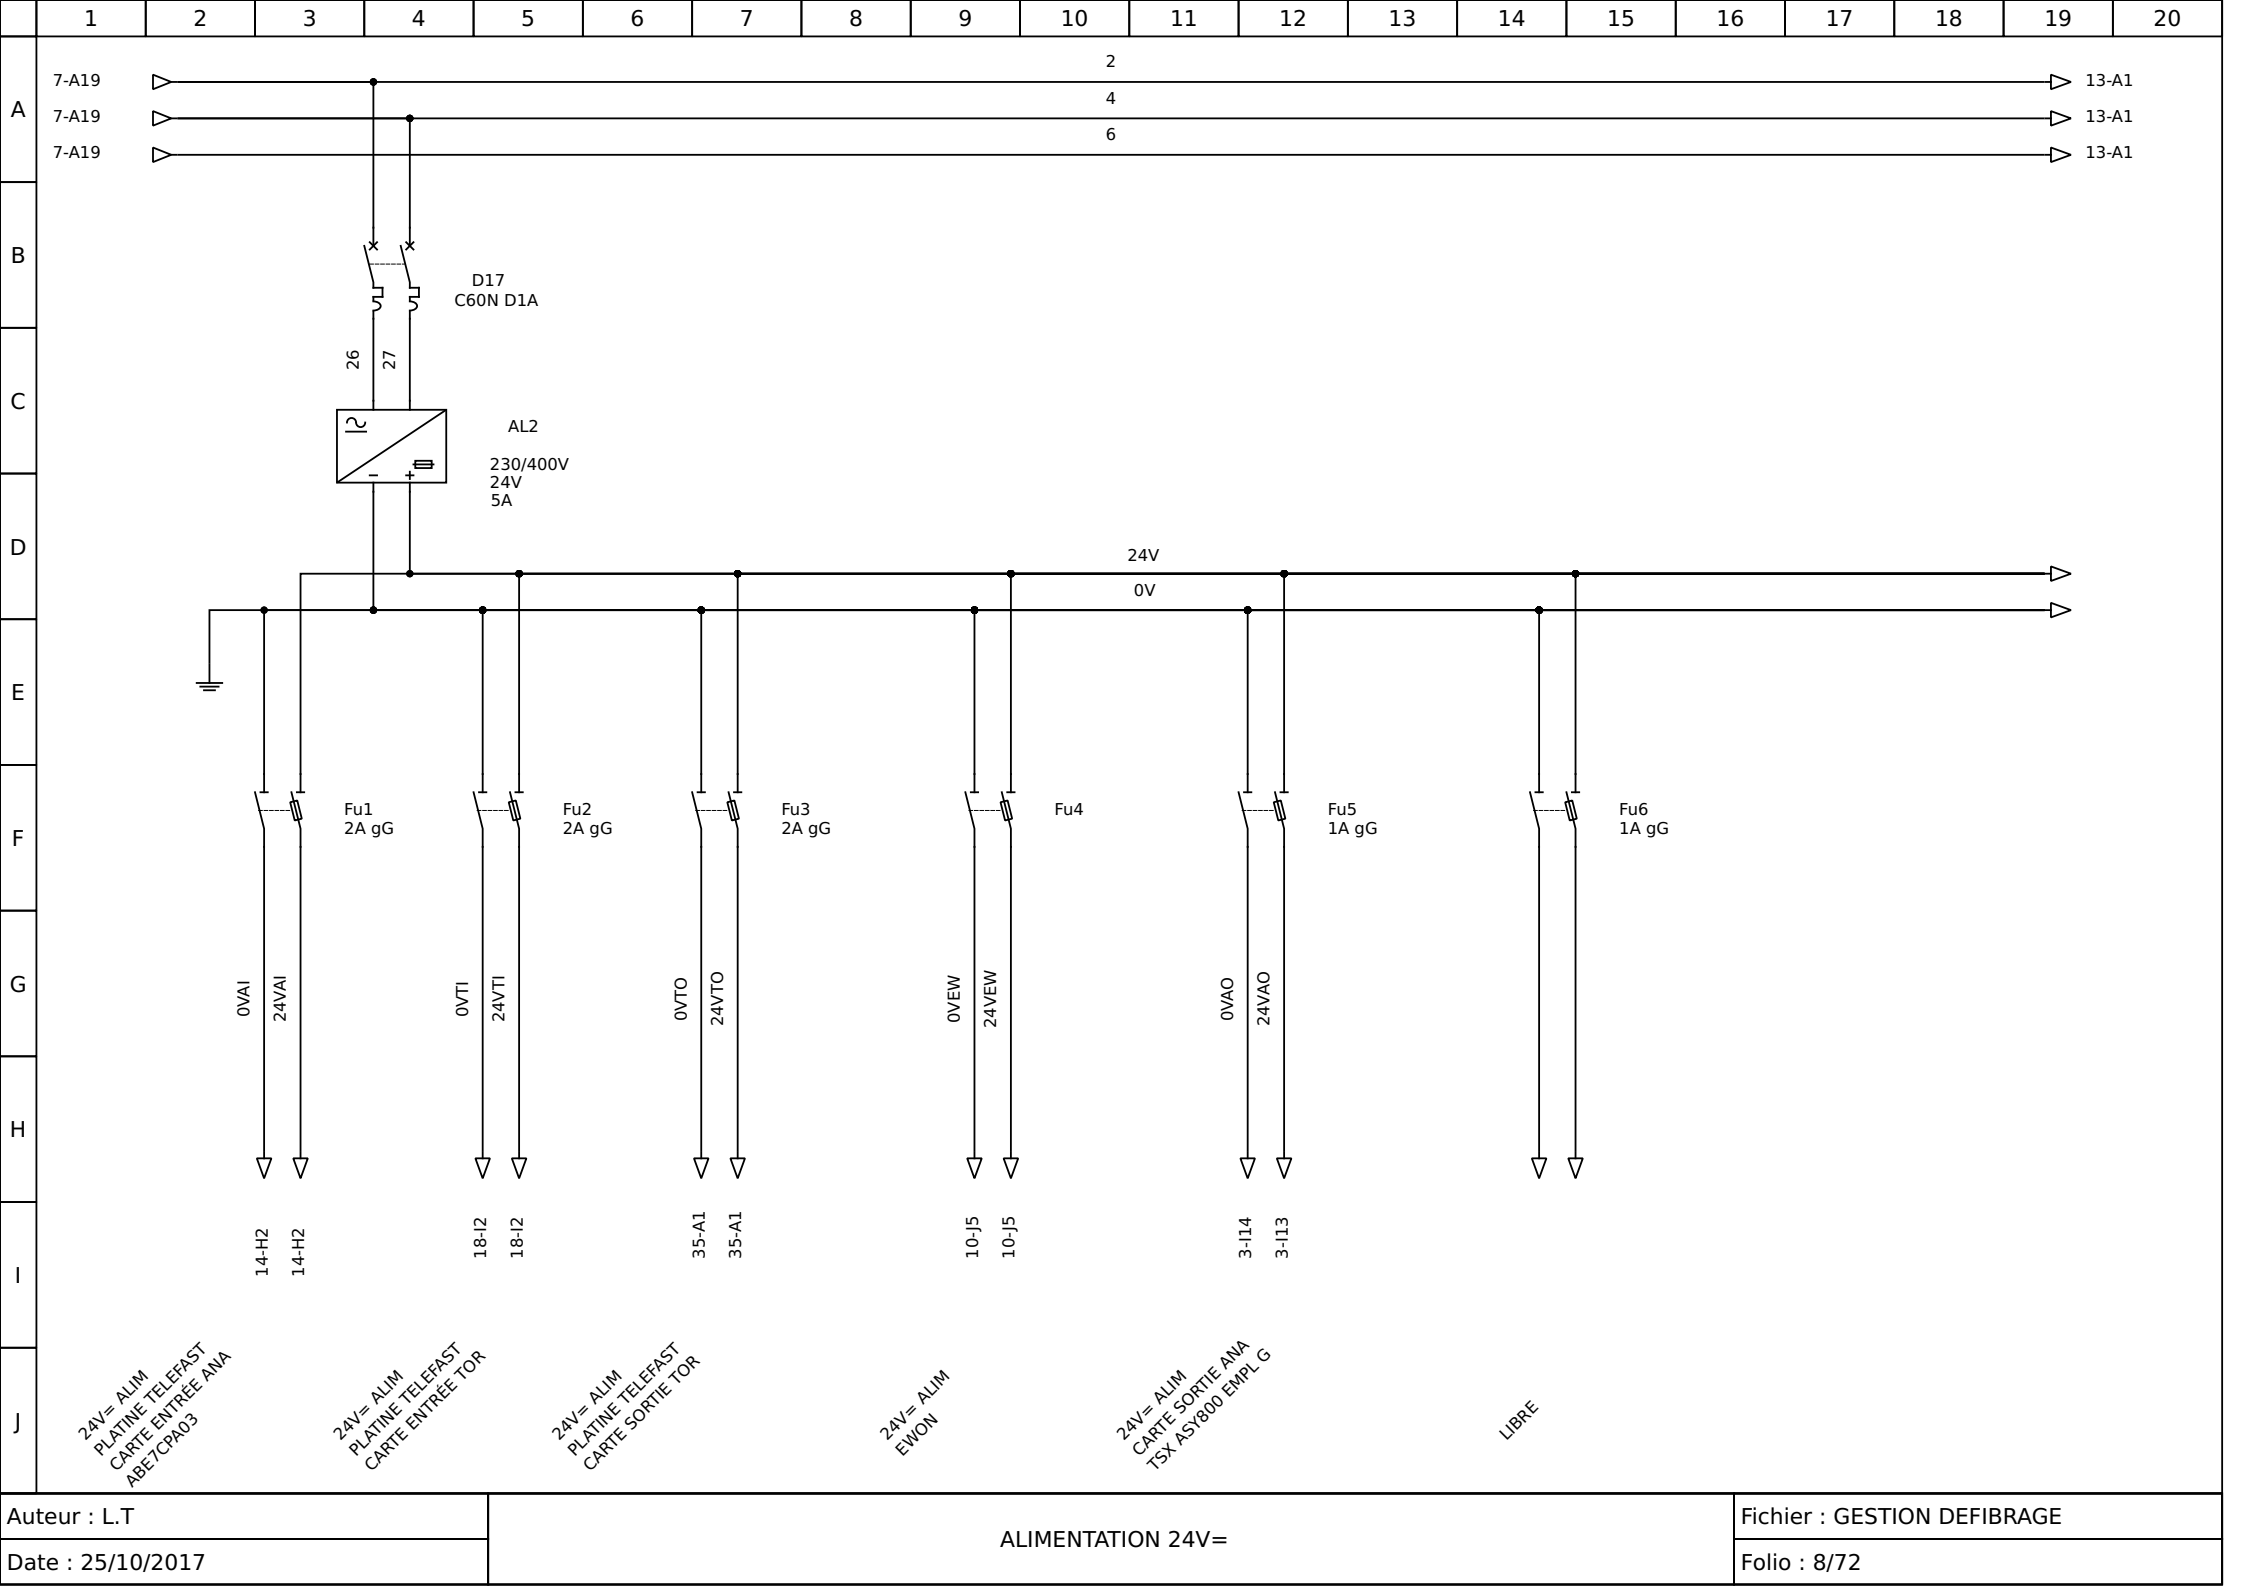 1 2 3 4 5 6 7 8 9 10 11 12 13 14 15 16 17 18 19 20
A
B
C
D
E
F
G
H
I
J
2
7-A19 13-A1
4
7-A19 13-A1
6
7-A19 13-A1
D17
C60N D1A
26
27
AL2
230/400V
24V
5A
24V
0V
Fu1
2A gG
Fu2
2A gG
Fu3
2A gG
Fu4
Fu5
1A gG
Fu6
1A gG
0VAI
24VAI
0VTI
24VTI
0VTO
24VTO
0VEW
24VEW
0VAO
24VAO
14-H2
14-H2
18-I2
18-I2
35-A1
35-A1
10-J5
10-J5
3-I14
3-I13
24V= ALIM
PLATINE TELEFAST
CARTE ENTRÉE ANA
ABE7CPA03
24V= ALIM
PLATINE TELEFAST
CARTE ENTRÉE TOR
24V= ALIM
PLATINE TELEFAST
CARTE SORTIE TOR
24V= ALIM
EWON
24V= ALIM
CARTE SORTIE ANA
TSX ASY800 EMPL G
LIBRE
Auteur : L.T
Date : 25/10/2017
ALIMENTATION 24V=
Fichier : GESTION DEFIBRAGE
Folio : 8/72